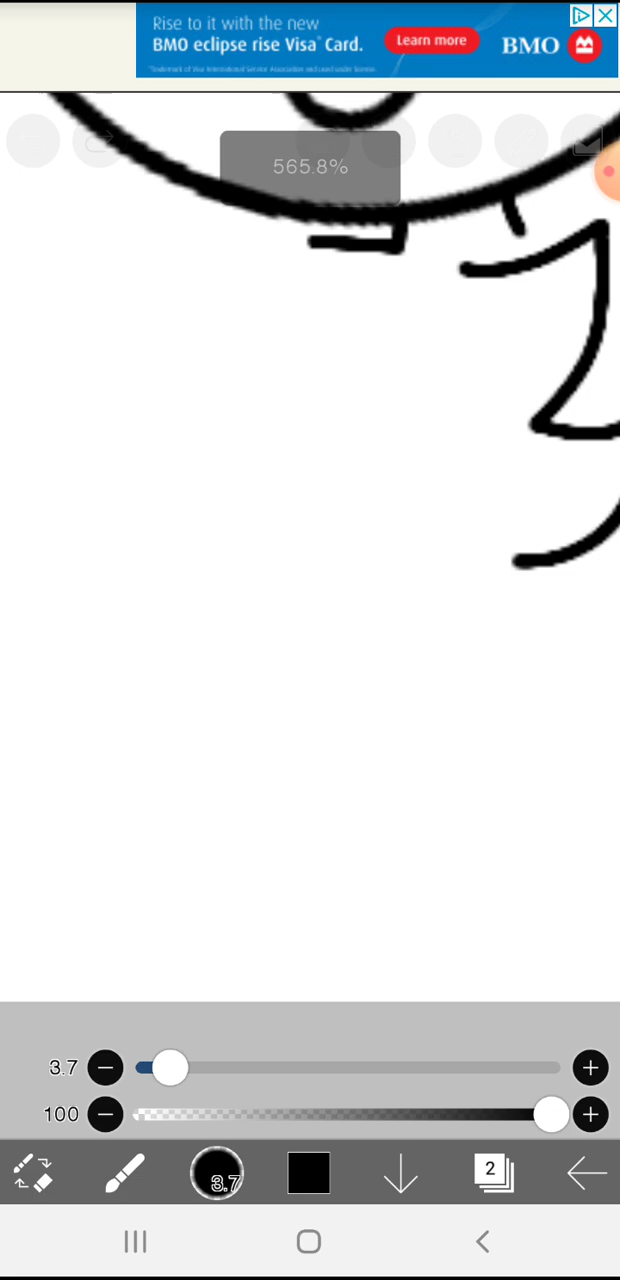 Rise to it with the new
BMO eclipse rise Visa* Card.
Learn more
BMO
565.8%
3.7
100
3.7
2